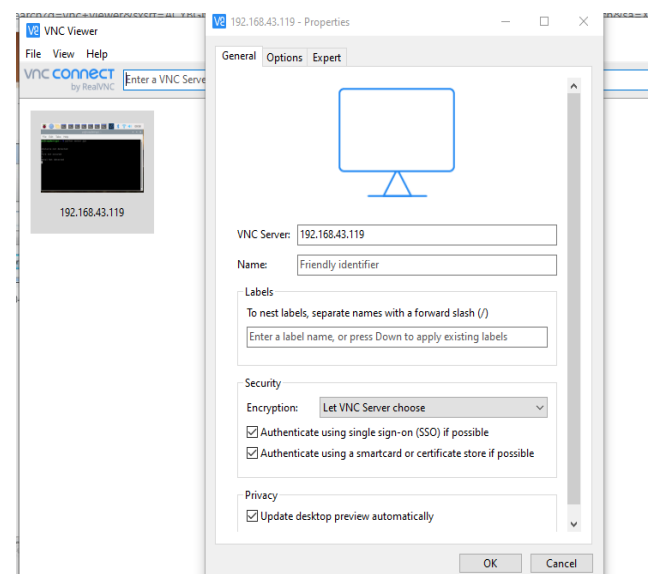 VNC Viewer
File View Help
vnc connect
by RealVNC
Enter a VNC Serve
192.168.43.119
192.168.43.119 - Properties
General Options Expert
VNC Server: 192.168.43.119
Name: Friendly identifier
Labels
To nest labels, separate names with a forward slash (/)
Enter a label name, or press Down to apply existing labels
Security
Encryption: Let VNC Server choose
Authenticate using single sign-on (SSO) if possible
Authenticate using a smartcard or certificate store if possible
Privacy
Update desktop preview automatically
OK Cancel